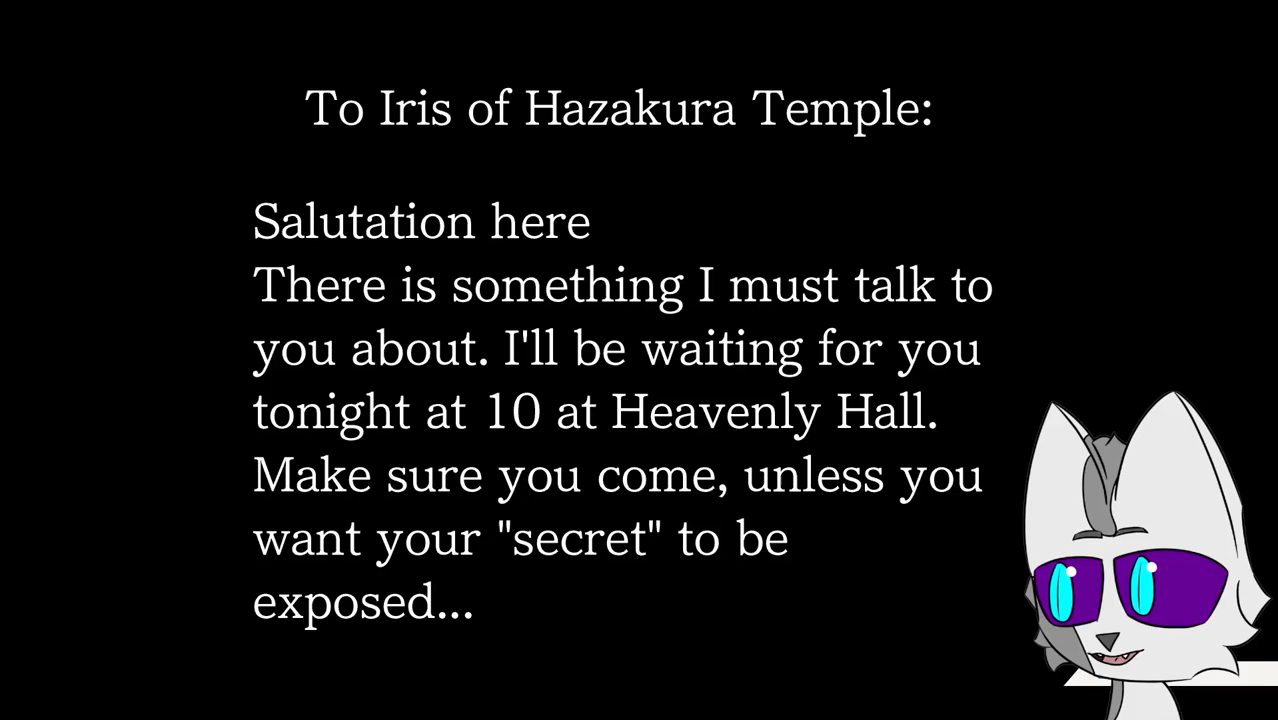 To Iris of Hazakura Temple:
Salutation here
There is something I must talk to
you about. I'll be waiting for you
tonight at 10 at Heavenly Hall.
Make sure you come, unless you
want your "secret" to be
exposed...